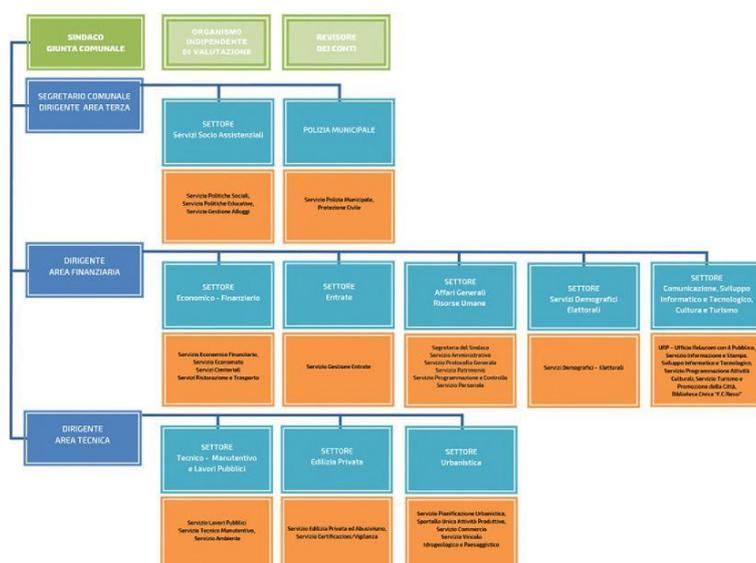 SINDACO
GIUNTA COMUNALE
ORGANISMO
INDIPENDENTE
DI VALUTAZIONE
REVISORE
DEI CONTI
SEGRETARIO COMUNALE
DIRIGENTE AREA TERZA
SETTORE
Servizi Socio Assistenziali
POLIZIA MUNICIPALE
Servizio Politiche Sociali,
Servizio Politiche Educative,
Servizio Gestione Alloggi
Servizio Polizia Municipale,
Protezione Civile
DIRIGENTE
AREA FINANZIARIA
SETTORE
Economico - Finanziario
SETTORE
Entrate
SETTORE
Affari Generali
Risorse Umane
SETTORE
Servizi Demografici
Elettorali
SETTORE
Comunicazione, Sviluppo
Informatico e Tecnologico,
Cultura e Turismo
Servizio Economico Finanziario,
Servizio Economato
Servizi Cimiteriali
Servizi Ristorazione e Trasporto
Servizio Gestione Entrate
Segreteria del Sindaco
Servizio Amministrativo
Servizio Protocollo Generale
Servizio Patrimonio
Servizio Programmazione e Controllo
Servizio Personale
Servizi Demografici - Elettorali
URP - Ufficio Relazioni con il Pubblico,
Servizio Informazione e Stampa,
Sviluppo Informatico e Tecnologico,
Servizio Programmazione Attività
Culturali, Servizio Turismo e
Promozione della Città,
Biblioteca Civica
DIRIGENTE
AREA TECNICA
SETTORE
Tecnico - Manutentivo
e Lavori Pubblici
SETTORE
Edilizia Privata
SETTORE
Urbanistica
Servizio Lavori Pubblici
Servizio Tecnico Manutentivo,
Servizio Ambiente
Servizio Edilizia Privata ed Abusivismo,
Servizio Certificazioni/Vigilanza
Servizio Pianificazione Urbanistica,
Sportello Unico Attività Produttive,
Servizio Commercio
Servizio Vincolo
Idrogeologico e Paesaggistico